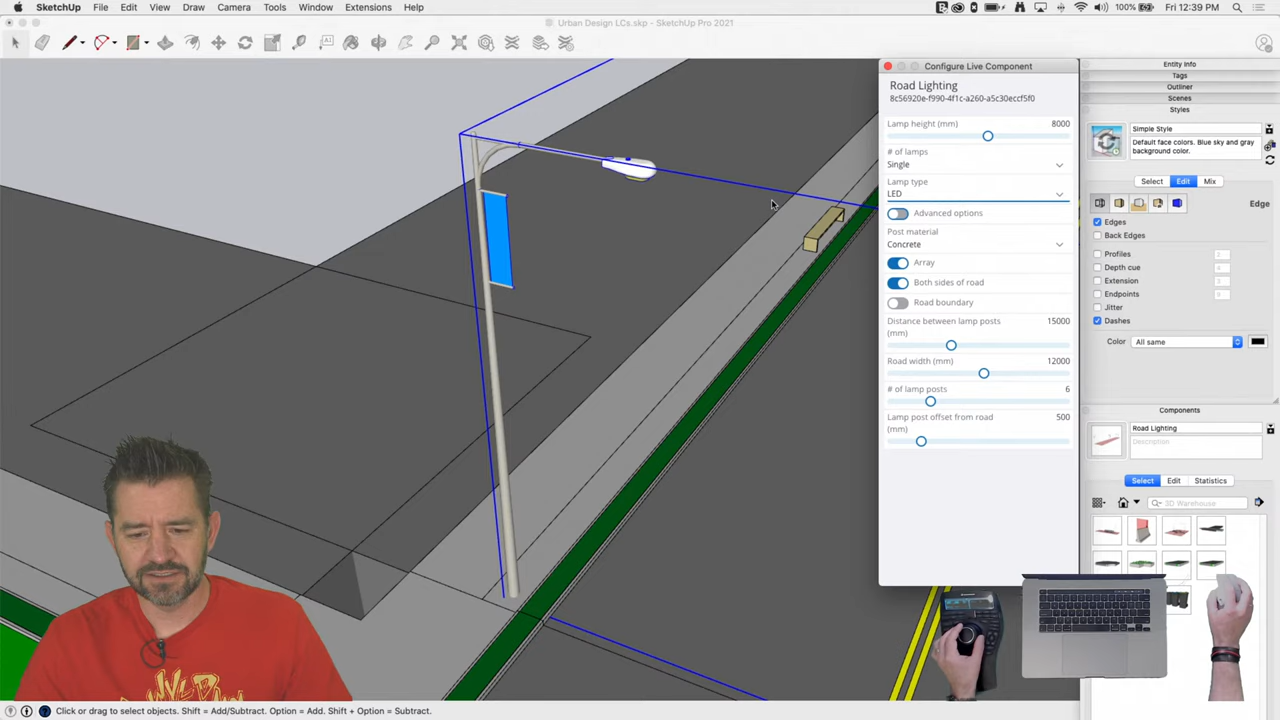 SketchUp File Edit View Draw Camera Tools Window Extensions Help
100% Fri 12:39 PM
Urban Design LCs.skp - SketchUp Pro 2021
Configure Live Component
Road Lighting
8c56920e-f990-4f1c-a260-a5c30eccf5f0
Lamp height (mm) 8000
# of lamps
Single
Lamp type
LED
Advanced options
Post material
Concrete
Array
Both sides of road
Road boundary
Distance between lamp posts (mm) 15000
Road width (mm) 12000
# of lamp posts 6
Lamp post offset from road (mm) 500
Entity Info
Tags
Outliner
Scenes
Styles
Simple Style
Default face colors. Blue sky and gray background color.
Select Edit Mix
Edge
Edges
Back Edges
Profiles
Depth cue
Extension
Endpoints
Jitter
Dashes
Color All same
Components
Road Lighting
Description
Select Edit Statistics
3D Warehouse
Click or drag to select objects. Shift = Add/Subtract. Option = Add. Shift + Option = Subtract.